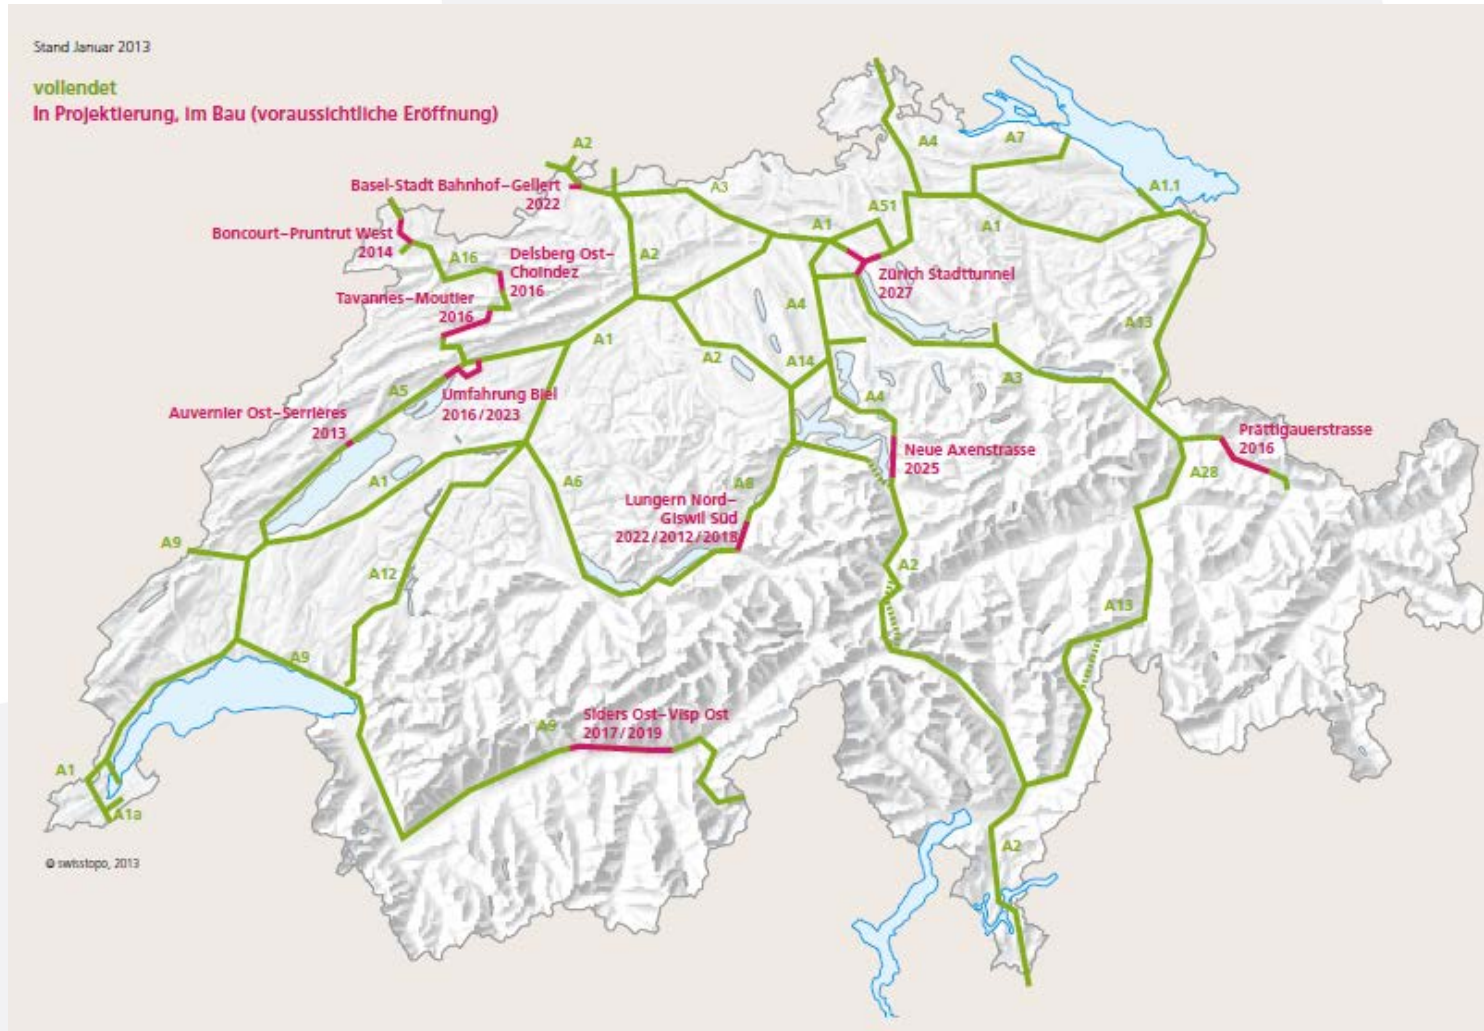 Stand Januar 2013
vollendet
In Projektierung, im Bau (voraussichtliche Eröffnung)
A2
A4
A7
Basel-Stadt Bahnhof–Gellert
2022
A3
A1.1
A51
A1
A1
Boncourt–Pruntrut West
2014
A16
Delsberg Ost–
Choindez
2016
A2
Zürich Stadttunnel
2027
Tavannes–Moutier
2016
A4
A13
A1
A2
A14
A3
A5
Umfahrung Biel
2016/2023
A4
Auvernier Ost–Serrières
2013
Neue Axenstrasse
2025
Prättigauerstrasse
2016
A28
A1
A6
A8
Lungern Nord–
Giswil Süd
2022/2012/2018
A9
A12
A2
A13
A9
A9
Siders Ost–Visp Ost
2017/2019
A1
A1a
A2
© swisstopo, 2013